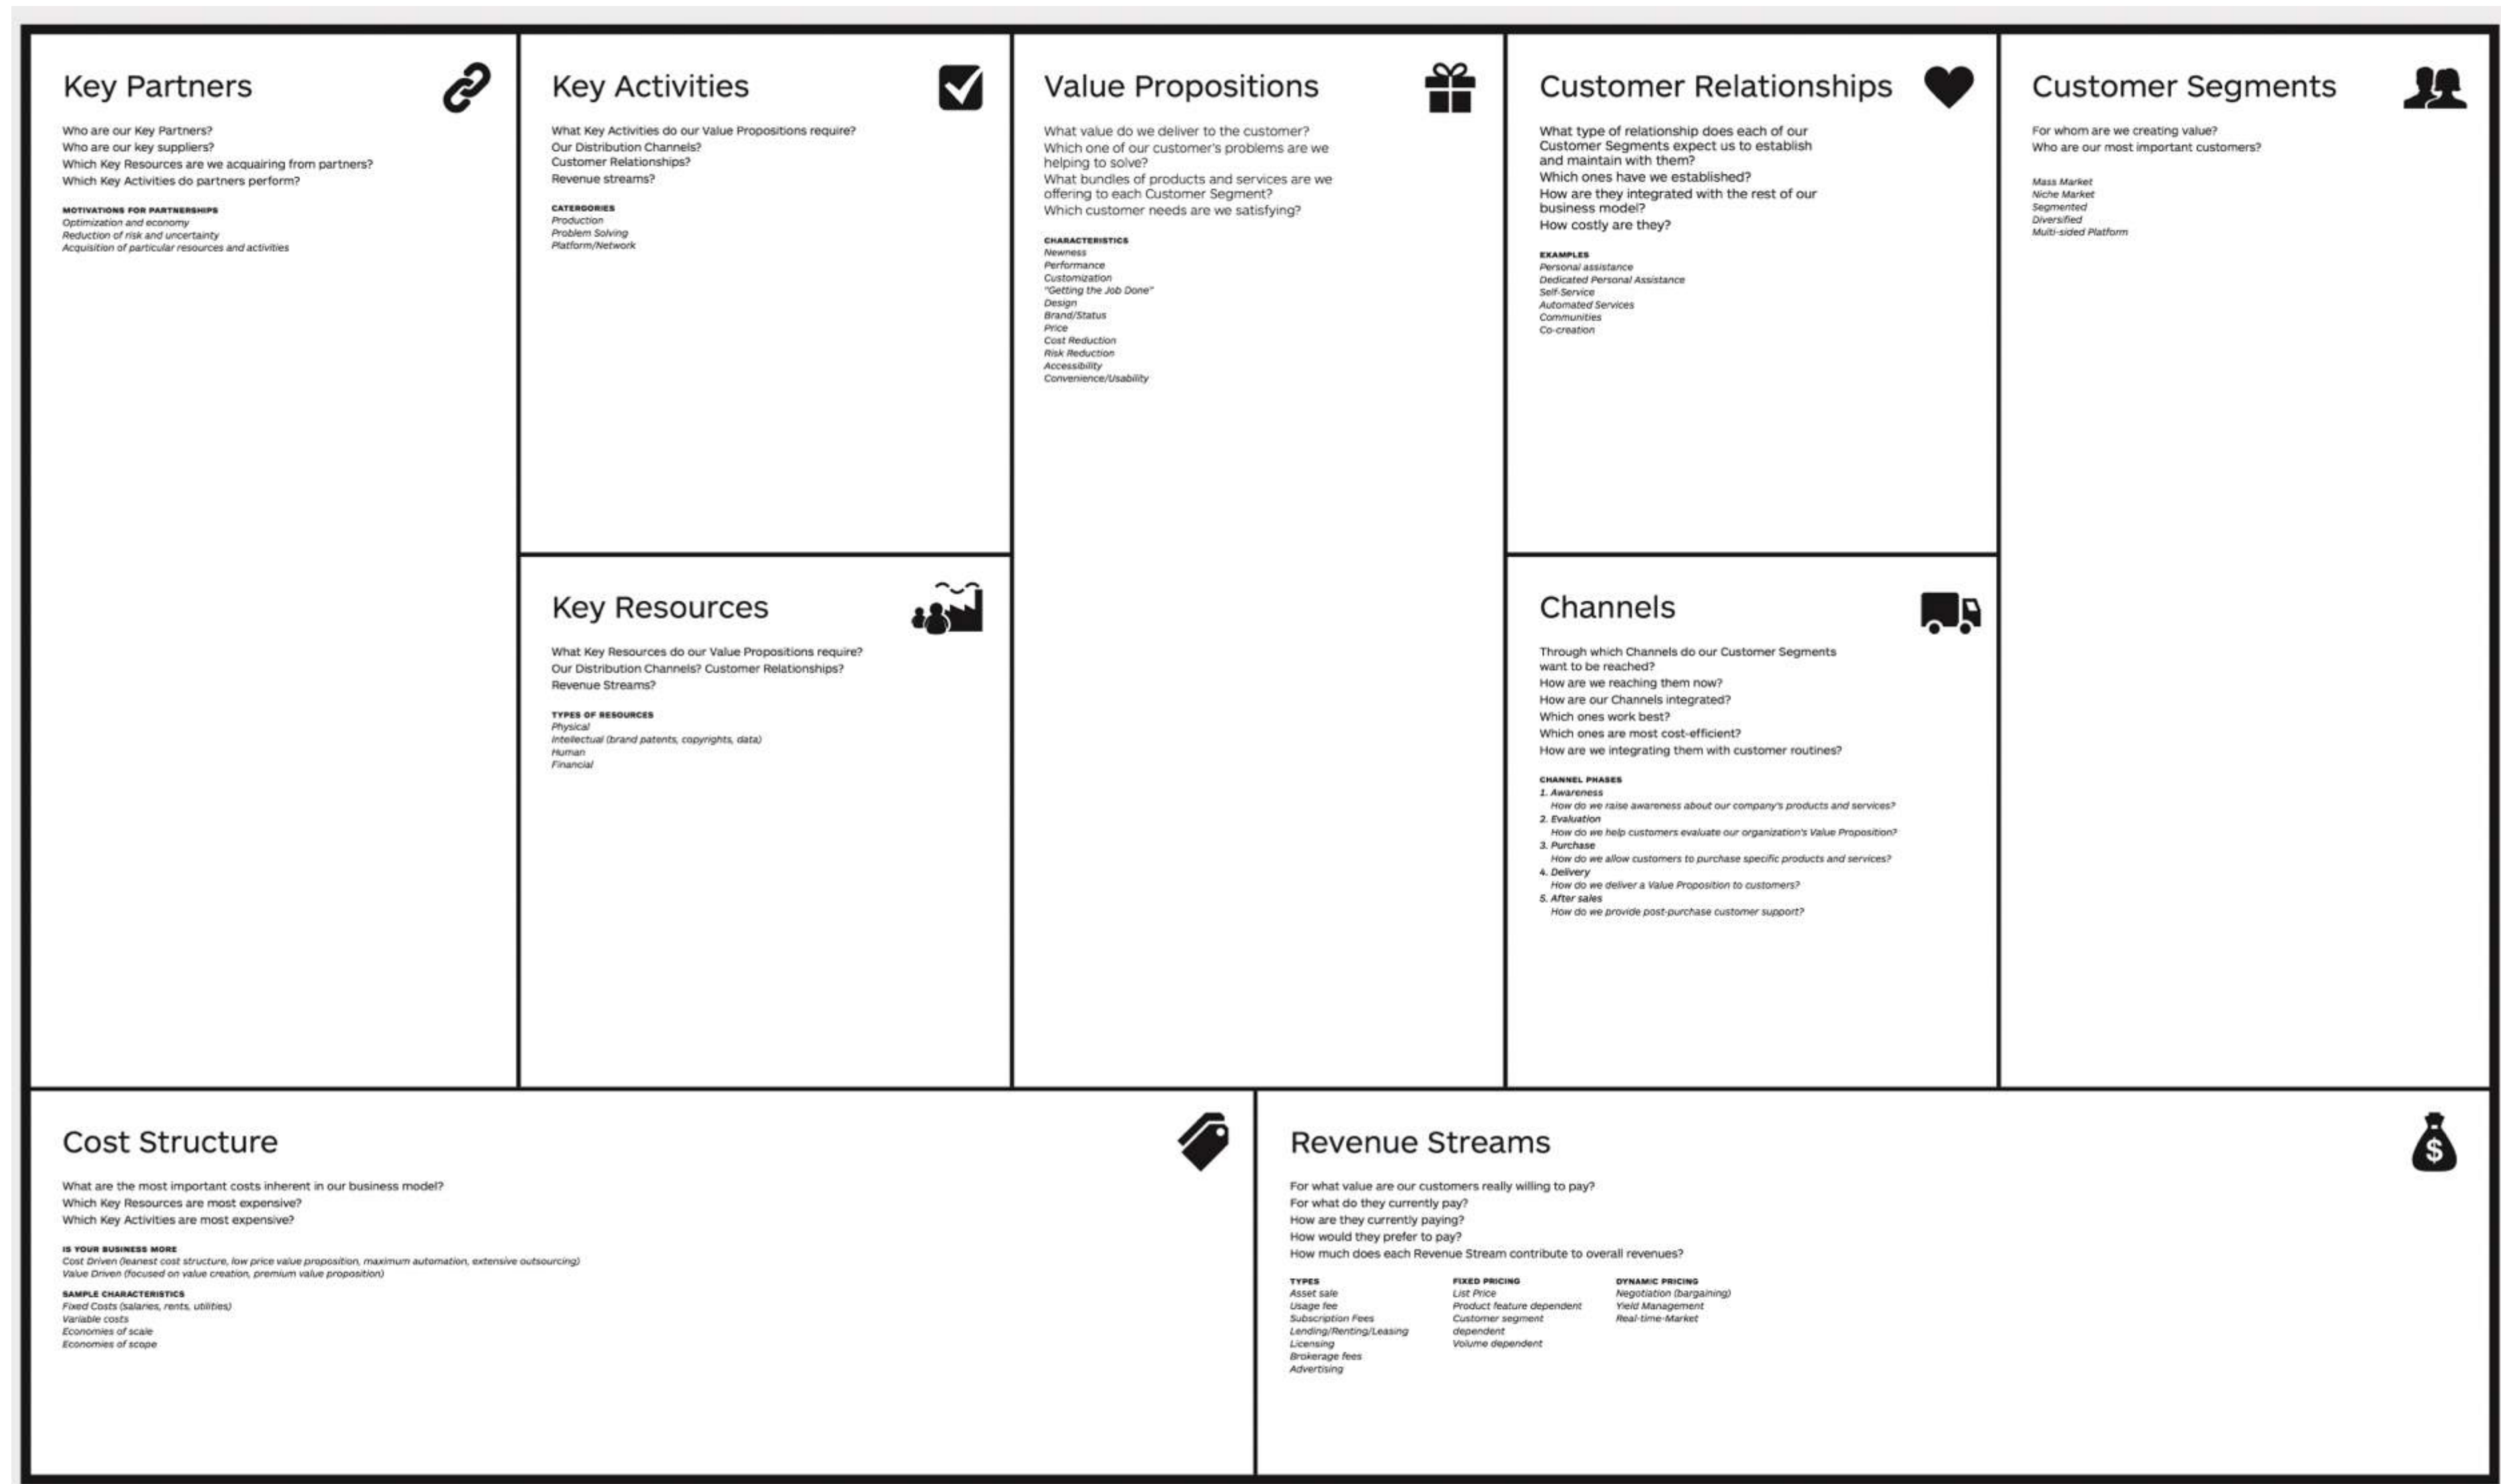 Key Partners
Who are our Key Partners?
Who are our key suppliers?
Which Key Resources are we acquairing from partners?
Which Key Activities do partners perform?
MOTIVATIONS FOR PARTNERSHIPS
Optimization and economy
Reduction of risk and uncertainty
Acquisition of particular resources and activities
Key Activities
What Key Activities do our Value Propositions require?
Our Distribution Channels?
Customer Relationships?
Revenue streams?
CATERGORIES
Production
Problem Solving
Platform/Network
Key Resources
What Key Resources do our Value Propositions require?
Our Distribution Channels? Customer Relationships?
Revenue Streams?
TYPES OF RESOURCES
Physical
Intellectual (brand patents, copyrights, data)
Human
Financial
Value Propositions
What value do we deliver to the customer?
Which one of our customer's problems are we
helping to solve?
What bundles of products and services are we
offering to each Customer Segment?
Which customer needs are we satisfying?
CHARACTERISTICS
Newness
Performance
Customization
"Getting the Job Done"
Design
Brand/Status
Price
Cost Reduction
Risk Reduction
Accessibility
Convenience/Usability
Customer Relationships
What type of relationship does each of our
Customer Segments expect us to establish
and maintain with them?
Which ones have we established?
How are they integrated with the rest of our
business model?
How costly are they?
EXAMPLES
Personal assistance
Dedicated Personal Assistance
Self-Service
Automated Services
Communities
Co-creation
Channels
Through which Channels do our Customer Segments
want to be reached?
How are we reaching them now?
How are our Channels integrated?
Which ones work best?
Which ones are most cost-efficient?
How are we integrating them with customer routines?
CHANNEL PHASES
1. Awareness
How do we raise awareness about our company's products and services?
2. Evaluation
How do we help customers evaluate our organization's Value Proposition?
3. Purchase
How do we allow customers to purchase specific products and services?
4. Delivery
How do we deliver a Value Proposition to customers?
5. After sales
How do we provide post-purchase customer support?
Customer Segments
For whom are we creating value?
Who are our most important customers?
Mass Market
Niche Market
Segmented
Diversified
Multi-sided Platform
Cost Structure
What are the most important costs inherent in our business model?
Which Key Resources are most expensive?
Which Key Activities are most expensive?
IS YOUR BUSINESS MORE
Cost Driven (leanest cost structure, low price value proposition, maximum automation, extensive outsourcing)
Value Driven (focused on value creation, premium value proposition)
SAMPLE CHARACTERISTICS
Fixed Costs (salaries, rents, utilities)
Variable costs
Economies of scale
Economies of scope
Revenue Streams
For what value are our customers really willing to pay?
For what do they currently pay?
How are they currently paying?
How would they prefer to pay?
How much does each Revenue Stream contribute to overall revenues?
TYPES
Asset sale
Usage fee
Subscription Fees
Lending/Renting/Leasing
Licensing
Brokerage fees
Advertising
FIXED PRICING
List Price
Product feature dependent
Customer segment
dependent
Volume dependent
DYNAMIC PRICING
Negotiation (bargaining)
Yield Management
Real-time-Market
$